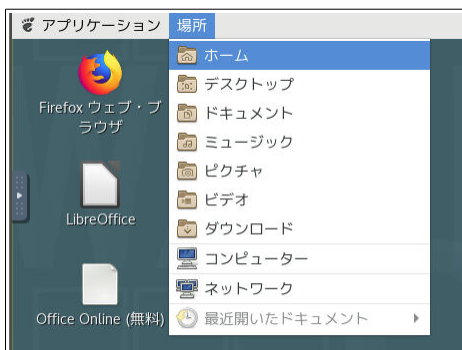 アプリケーション 場所
ホーム
デスクトップ
ドキュメント
ミュージック
ピクチャ
ビデオ
ダウンロード
コンピューター
ネットワーク
最近開いたドキュメント
Firefox ウェブ・ブ
ラウザ
LibreOffice
Office Online (無料)